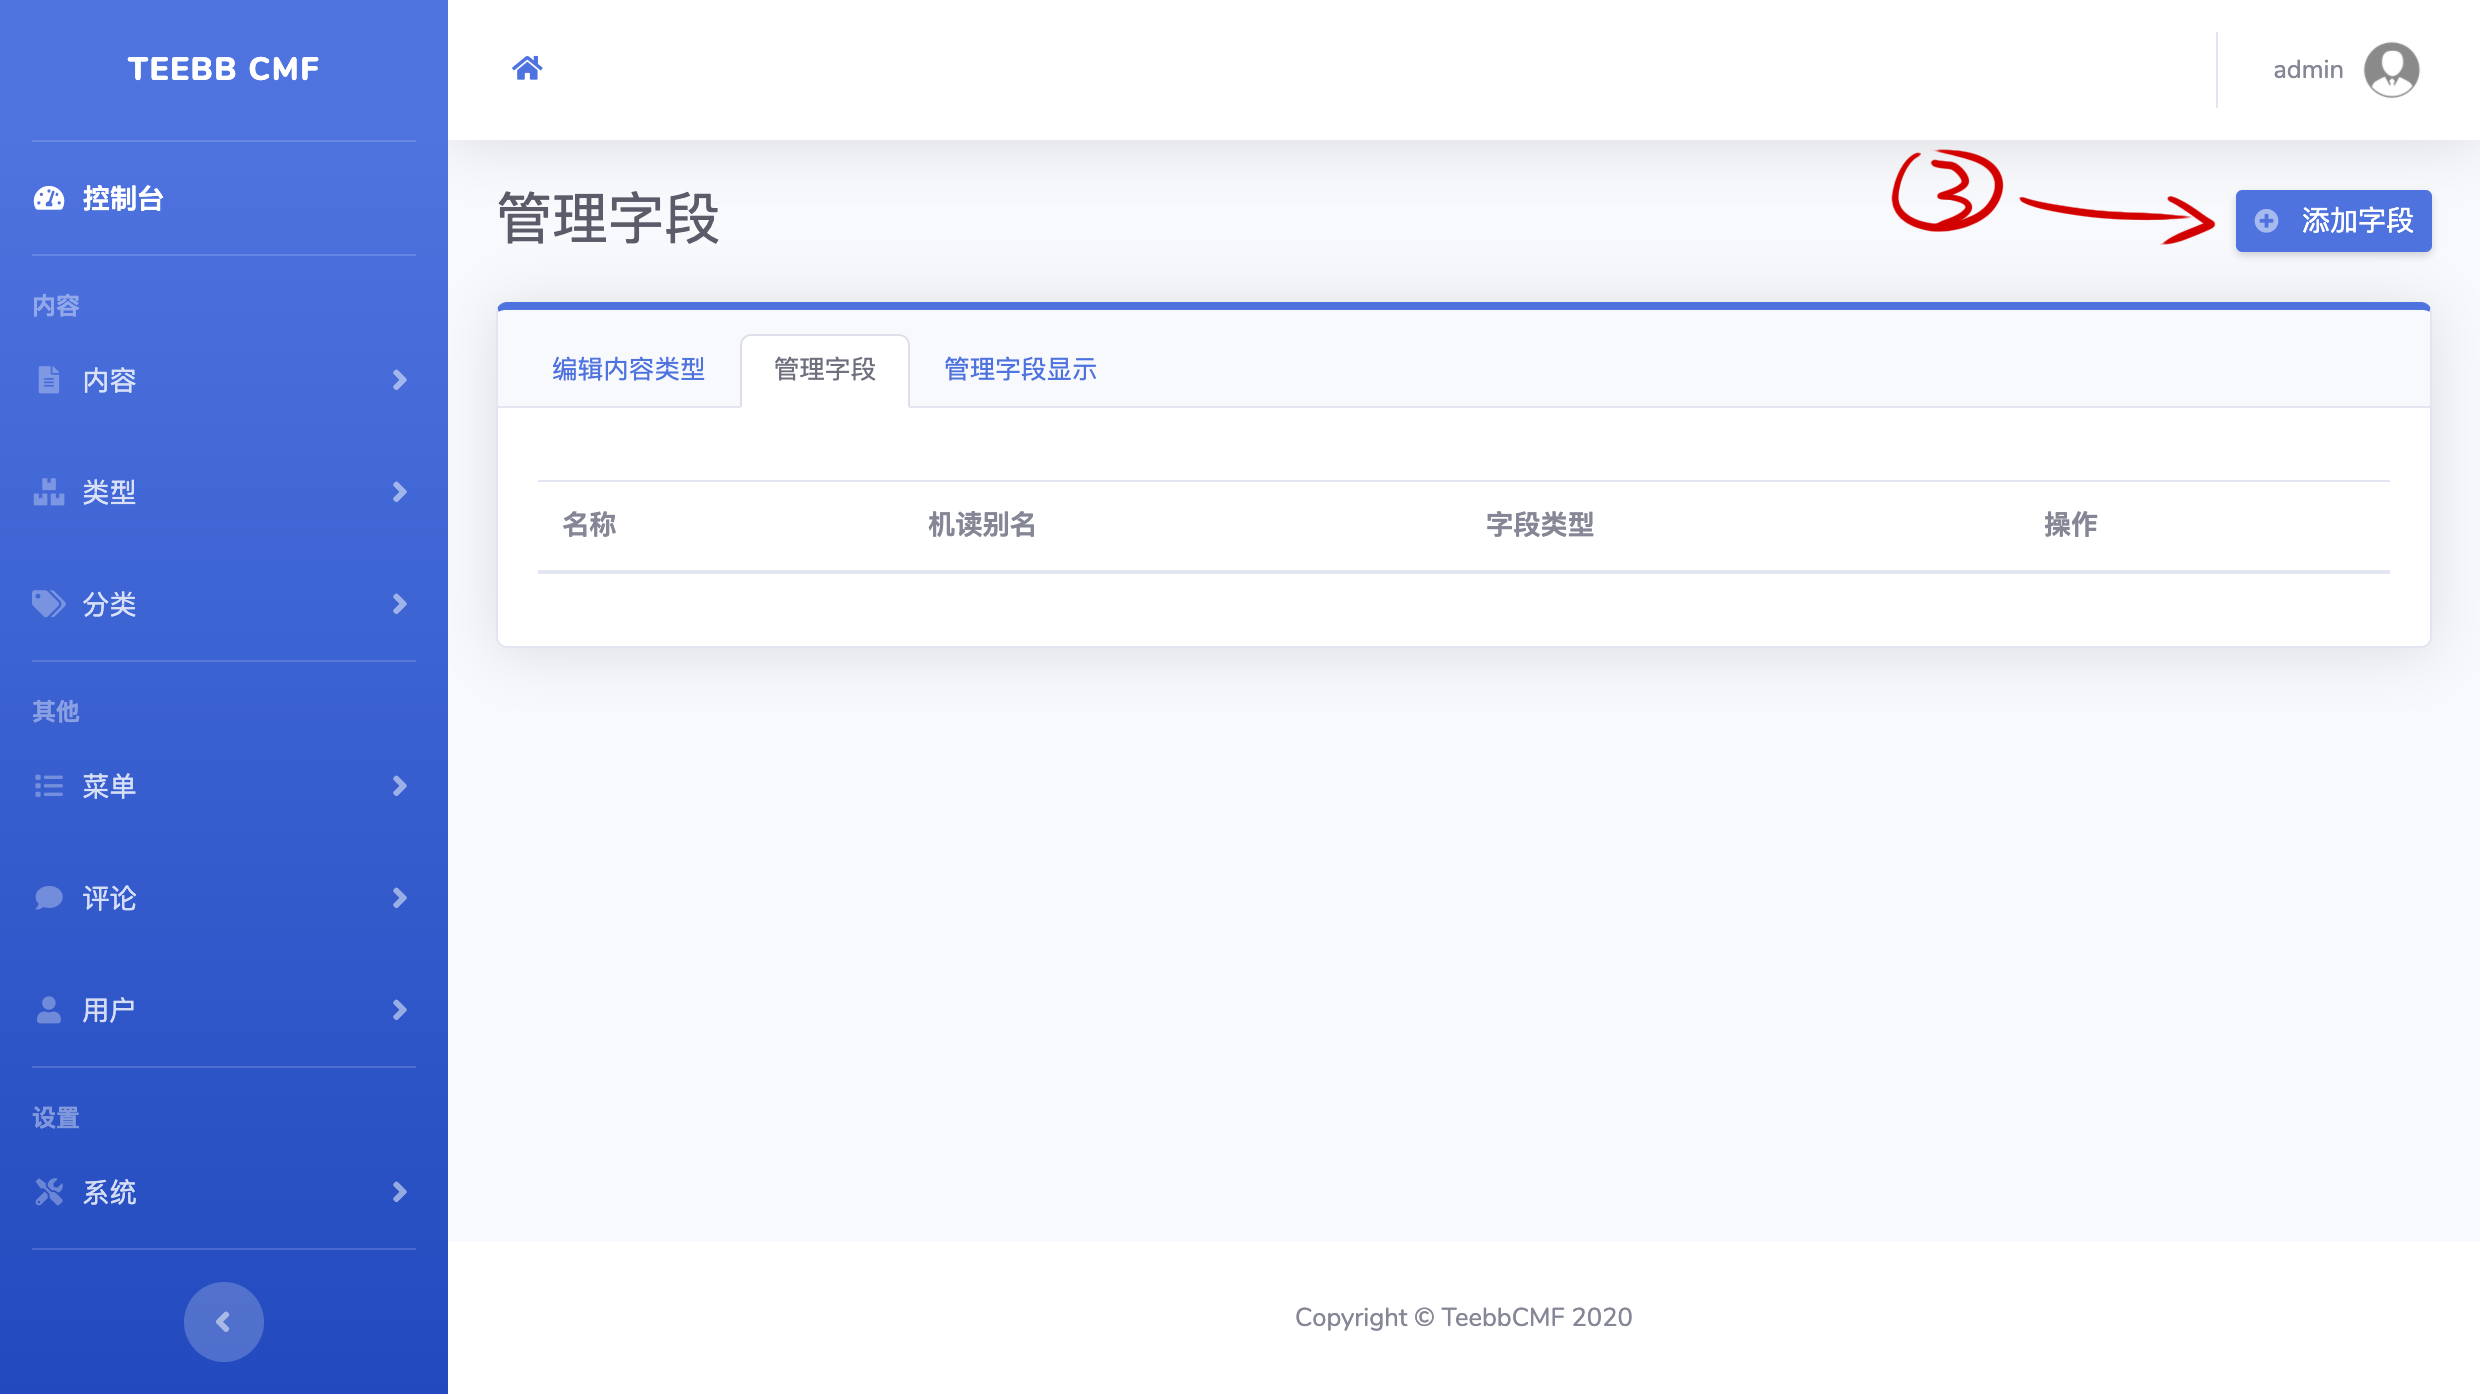 TEEBB CMF
admin
控制台
管理字段
③
添加字段
内容
内容
类型
分类
其他
菜单
评论
用户
设置
系统
编辑内容类型 管理字段 管理字段显示
名称 机读别名 字段类型 操作
Copyright © TeebbCMF 2020